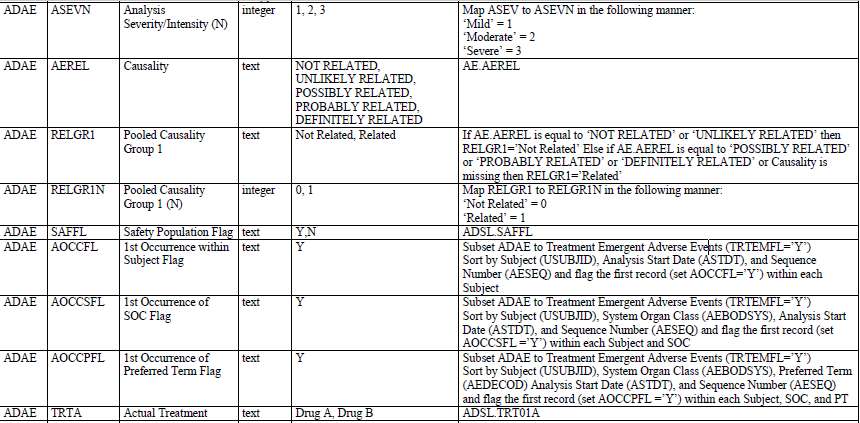 ADAE ASEVN Analysis Severity/Intensity (N) integer 1, 2, 3 Map ASEV to ASEVN in the following manner:
‘Mild’ = 1
‘Moderate’ = 2
‘Severe’ = 3
ADAE AEREL Causality text NOT RELATED, AE.AEREL
UNLIKELY RELATED,
POSSIBLY RELATED,
PROBABLY RELATED,
DEFINITELY RELATED
ADAE RELGR1 Pooled Causality Group 1 text Not Related, Related If AE.AEREL is equal to ‘NOT RELATED’ or ‘UNLIKELY RELATED’ then
RELGR1=’Not Related’ Else if AE.AEREL is equal to ‘POSSIBLY RELATED’
or ‘PROBABLY RELATED’ or ‘DEFINITELY RELATED’ or Causality is
missing then RELGR1=’Related’
ADAE RELGR1N Pooled Causality Group 1 (N) integer 0, 1 Map RELGR1 to RELGR1N in the following manner:
‘Not Related’ = 0
‘Related’ = 1
ADAE SAFFL Safety Population Flag text Y,N ADSL.SAFFL
ADAE AOCCFL 1st Occurrence within Subject Flag text Y Subset ADAE to Treatment Emergent Adverse Events (TRTEMFL=’Y’)
Sort by Subject (USUBJID), Analysis Start Date (ASTDT), and Sequence
Number (AESEQ) and flag the first record (set AOCCFL=’Y’) within each
Subject
ADAE AOCCSFL 1st Occurrence of SOC Flag text Y Subset ADAE to Treatment Emergent Adverse Events (TRTEMFL=’Y’)
Sort by Subject (USUBJID), System Organ Class (AEBODSYS), Analysis Start
Date (ASTDT), and Sequence Number (AESEQ) and flag the first record (set
AOCCSFL =’Y’) within each Subject and SOC
ADAE AOCCPFL 1st Occurrence of Preferred Term Flag text Y Subset ADAE to Treatment Emergent Adverse Events (TRTEMFL=’Y’)
Sort by Subject (USUBJID), System Organ Class (AEBODSYS), Preferred Term
(AEDECOD) Analysis Start Date (ASTDT), and Sequence Number (AESEQ)
and flag the first record (set AOCCPFL =’Y’) within each Subject, SOC, and PT
ADAE TRTA Actual Treatment text Drug A, Drug B ADSL.TRT01A